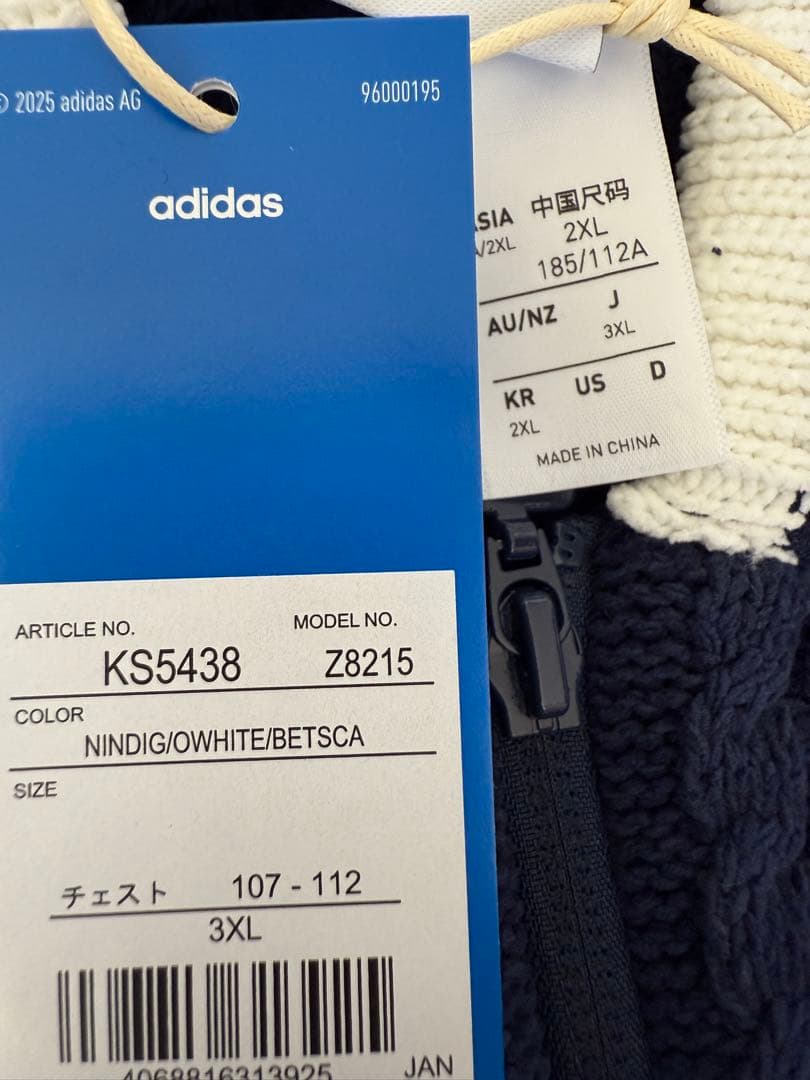 © 2025 adidas AG
96000195
adidas
ARTICLE NO. MODEL NO.
KS5438 Z8215
COLOR
NINDIG/OWHITE/BETSCA
SIZE
チェスト 107 - 112
3XL
4068816313925 JAN
中国尺码
/2XL 2XL
185/112A
AU/NZ J
3XL
KR US D
2XL
MADE IN CHINA